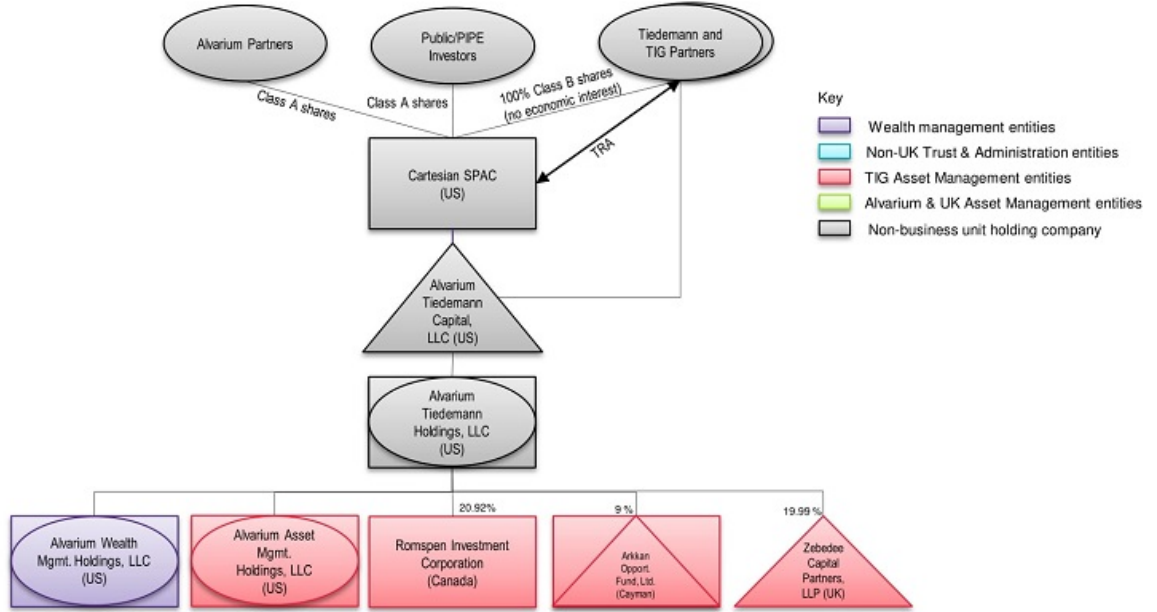 Alvarium Partners
Public/PIPE
Investors
Tiedemann and
TIG Partners
Class A shares
Class A shares
100% Class B shares
(no economic interest)
TRA
Cartesian SPAC
(US)
Key
Wealth management entities
Non-UK Trust & Administration entities
TIG Asset Management entities
Alvarium & UK Asset Management entities
Non-business unit holding company
Alvarium
Tiedemann
Capital,
LLC (US)
Alvarium
Tiedemann
Holdings, LLC
(US)
20.92%
9 %
19.99 %
Alvarium Wealth
Mgmt. Holdings, LLC
(US)
Alvarium Asset
Mgmt.
Holdings, LLC
(US)
Romspen Investment
Corporation
(Canada)
Arkkan
Opport.
Fund, Ltd.
(Cayman)
Zebedee
Capital
Partners,
LLP (UK)